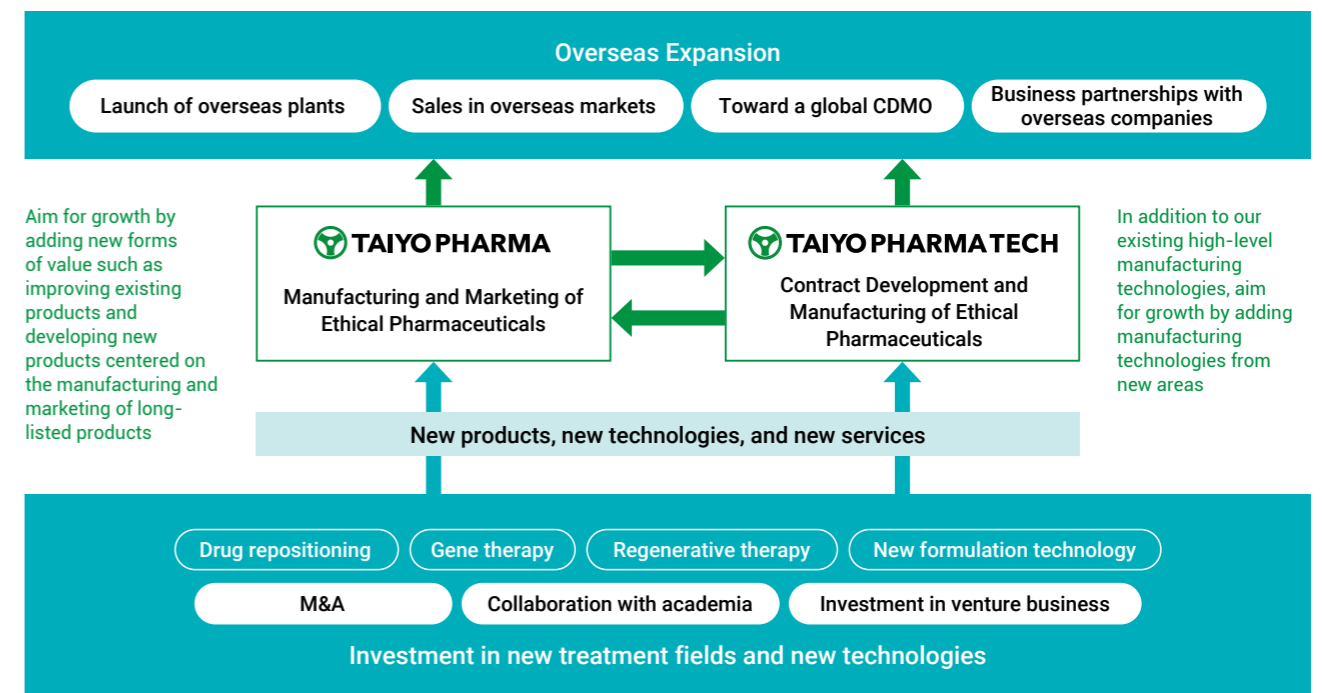 Overseas Expansion
Launch of overseas plants
Sales in overseas markets
Toward a global CDMO
Business partnerships with
overseas companies
Aim for growth by
adding new forms
of value such as
improving existing
products and
developing new
products centered on
the manufacturing and
marketing of long-
listed products
TAIYO PHARMA
Manufacturing and Marketing of
Ethical Pharmaceuticals
TAIYO PHARMA TECH
Contract Development and
Manufacturing of Ethical
Pharmaceuticals
In addition to our
existing high-level
manufacturing
technologies, aim
for growth by adding
manufacturing
technologies from
new areas
New products, new technologies, and new services
Drug repositioning
Gene therapy
Regenerative therapy
New formulation technology
M&A
Collaboration with academia
Investment in venture business
Investment in new treatment fields and new technologies